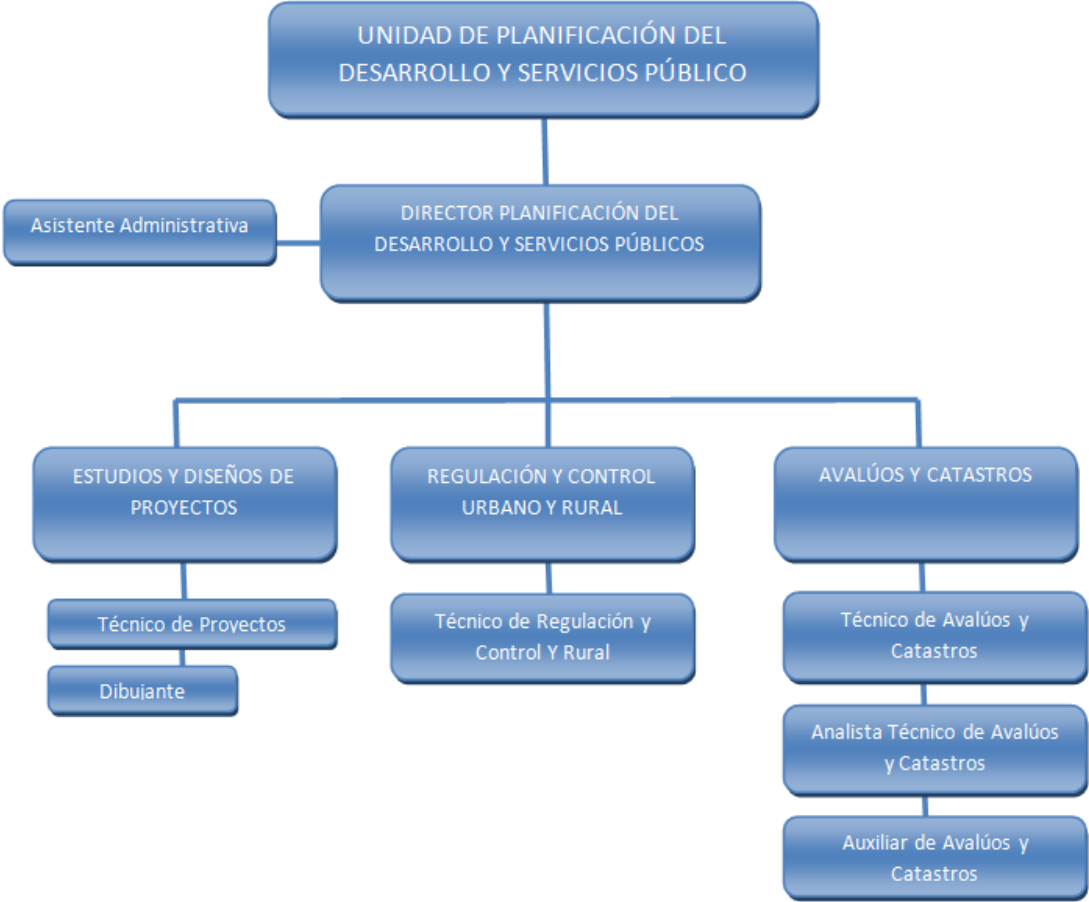 UNIDAD DE PLANIFICACIÓN DEL
DESARROLLO Y SERVICIOS PÚBLICO
Asistente Administrativa
DIRECTOR PLANIFICACIÓN DEL
DESARROLLO Y SERVICIOS PÚBLICOS
ESTUDIOS Y DISEÑOS DE
PROYECTOS
Técnico de Proyectos
Dibujante
REGULACIÓN Y CONTROL
URBANO Y RURAL
Técnico de Regulación y
Control Y Rural
AVALÚOS Y CATASTROS
Técnico de Avalúos y
Catastros
Analista Técnico de Avalúos
y Catastros
Auxiliar de Avalúos y
Catastros